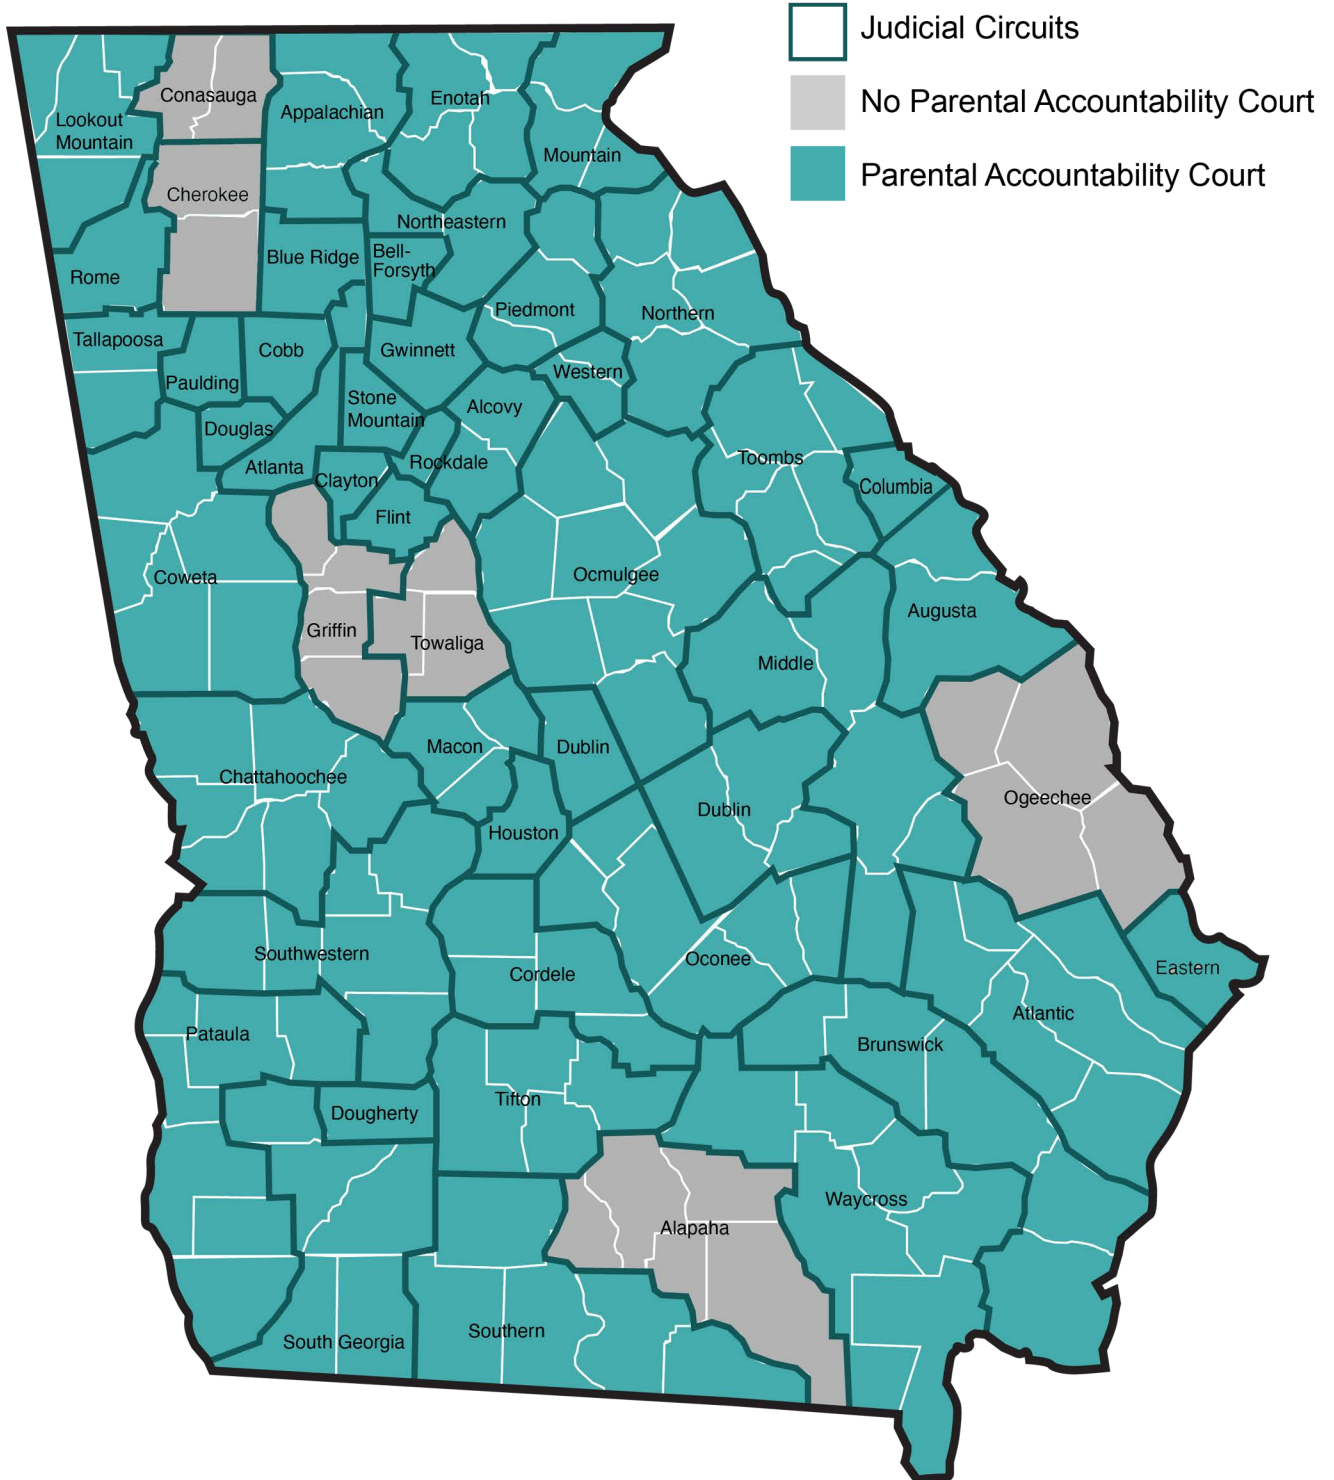 Judicial Circuits
No Parental Accountability Court
Parental Accountability Court
Conasauga
Enotah
Appalachian
Lookout
Mountain
Mountain
Cherokee
Northeastern
Blue Ridge
Bell-
Forsyth
Rome
Piedmont
Northern
Tallapoosa
Cobb
Gwinnett
Western
Paulding
Stone
Mountain
Alcovy
Douglas
Toombs
Rockdale
Atlanta
Clayton
Columbia
Flint
Coweta
Ocmulgee
Augusta
Griffin
Towaliga
Middle
Macon
Dublin
Chattahoochee
Ogeechee
Dublin
Houston
Southwestern
Oconee
Eastern
Cordele
Atlantic
Pataula
Brunswick
Tifton
Dougherty
Waycross
Alapaha
Southern
South Georgia